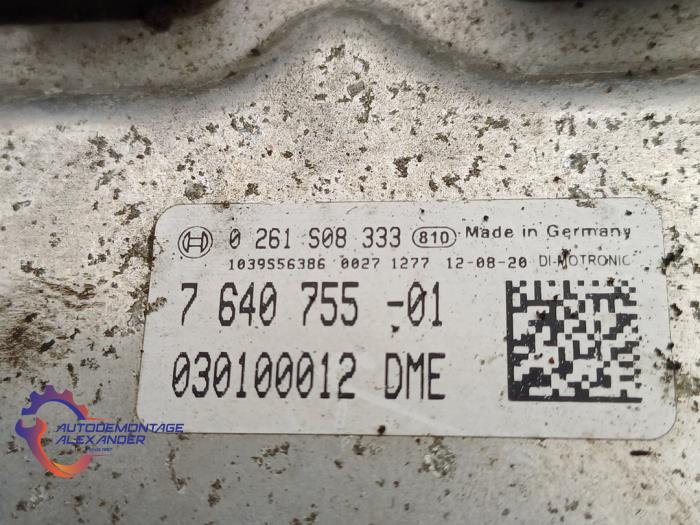 0 261 S08 333 810 Made in Germany
1039S56386 0027 1277 12-08-20 DI-MOTRONIC
7 640 755 -01
030100012 DME
AUTODEMONTAGE
ALEXANDER